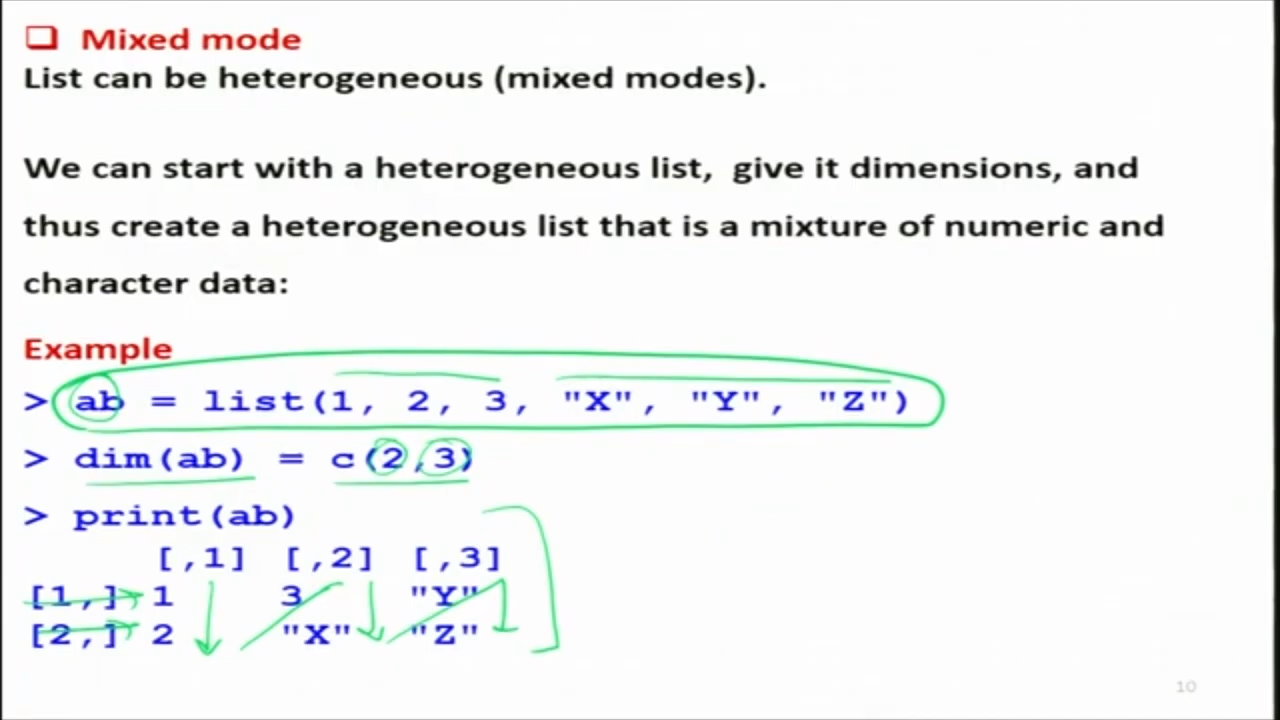 Mixed mode
List can be heterogeneous (mixed modes).
We can start with a heterogeneous list, give it dimensions, and
thus create a heterogeneous list that is a mixture of numeric and
character data:
Example
> ab = list(1, 2, 3, "X", "Y", "Z")
> dim(ab) = c(2,3)
> print(ab)
[,1] [,2] [,3]
[1,] 1 3 "Y"
[2,] 2 "X" "Z"
10